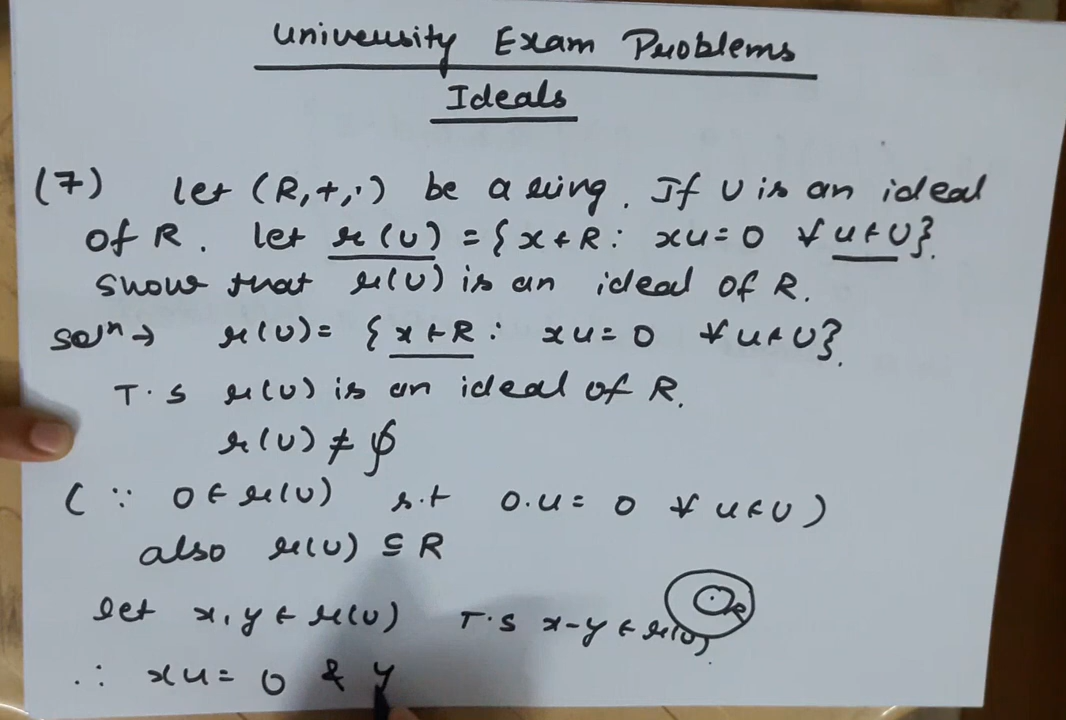 University Exam Problems
Ideals
(7) let (R,+,·) be a ring. If U is an ideal
of R. let r(U) = {x∈R: xu=0 ∀ u∈U}.
Show that r(U) is an ideal of R.
Solⁿ → r(U) = {x∈R: xu=0 ∀ u∈U}.
T.S r(U) is an ideal of R.
r(U) ≠ ϕ
(∵ 0∈r(U) s.t 0.u= 0 ∀ u∈U)
also r(U) ⊆ R
let x,y∈r(U) T.S x-y∈r(U).
∴ xu= 0 & y